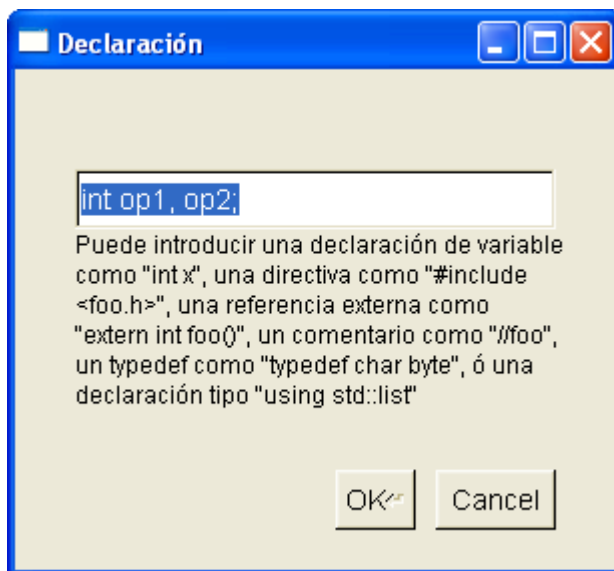 Declaración
int op1, op2;
Puede introducir una declaración de variable
como "int x", una directiva como "#include
<foo.h>", una referencia externa como
"extern int foo()", un comentario como "//foo",
un typedef como "typedef char byte", ó una
declaración tipo "using std::list"
OK
Cancel